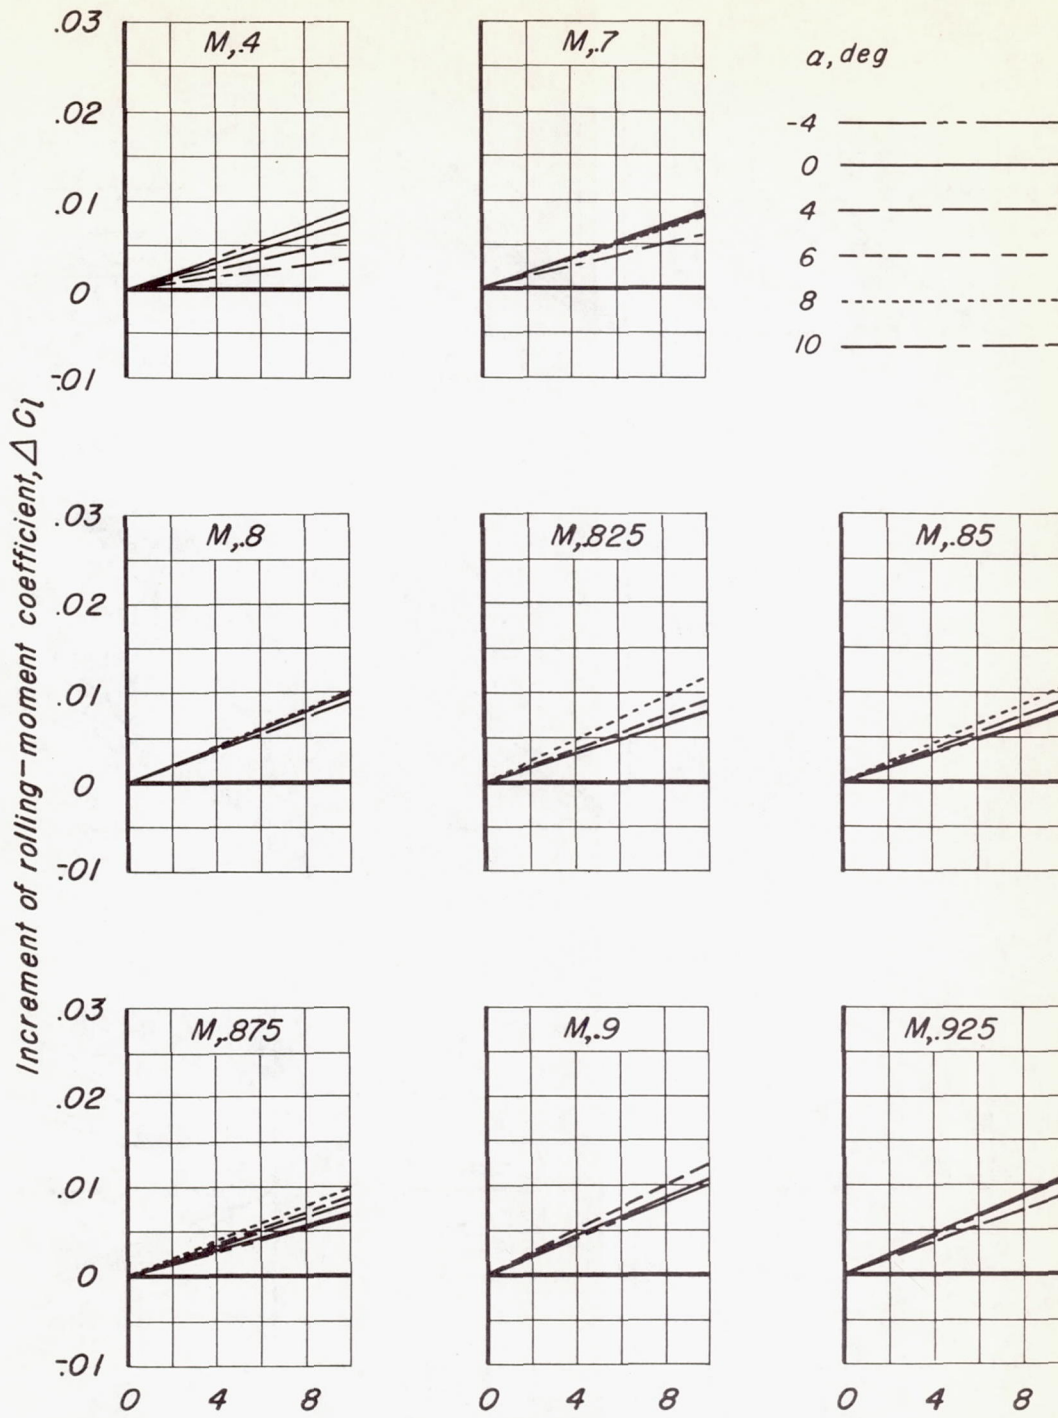 Increment of rolling-moment coefficient, Δ Cl
M,.4
.03
.02
.01
0
-.01
M,.7
α, deg
-4
0
4
6
8
10
M,.8
.03
.02
.01
0
-.01
M,.825
M,.85
M,.875
.03
.02
.01
0
-.01
0 4 8
M,.9
0 4 8
M,.925
0 4 8